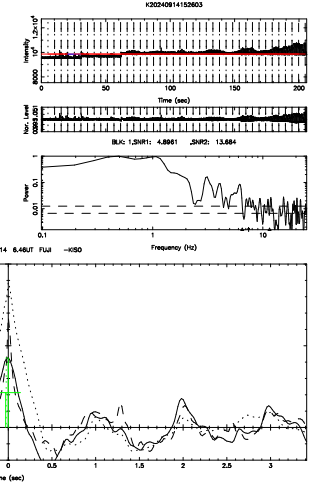 K20240914152603
Intensity
8000 10⁴ 1.2×10⁴
0 50 100 150 200
Time (sec)
Nor. Level
BLK: 1,SNR1: 4.8961 ,SNR2: 13.684
Power
0.01 0.1 1
0.1 1 10
Frequency (Hz)
14 6.46UT FUJI -KISO
0 0.5 1 1.5 2 2.5 3
me (sec)